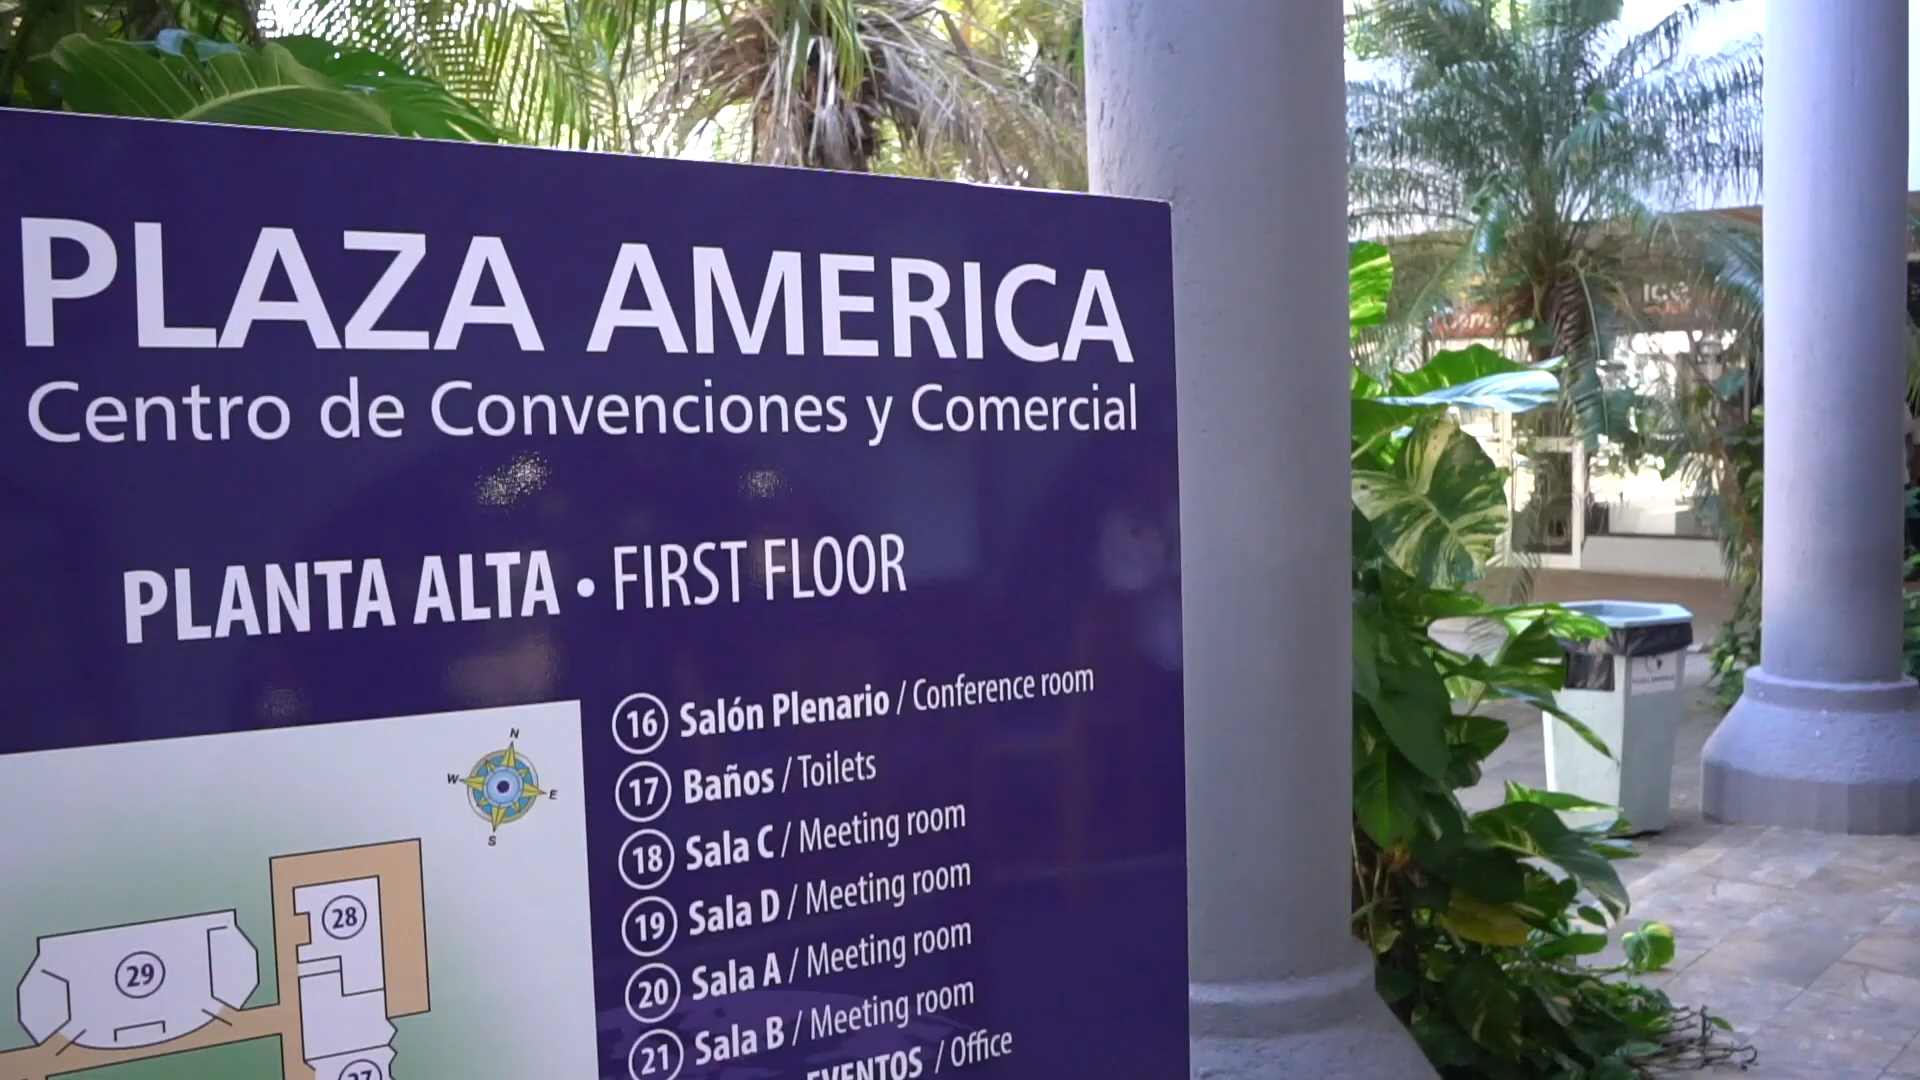 PLAZA AMERICA
Centro de Convenciones y Comercial
PLANTA ALTA • FIRST FLOOR
16 Salón Plenario / Conference room
17 Baños / Toilets
18 Sala C / Meeting room
19 Sala D / Meeting room
20 Sala A / Meeting room
21 Sala B / Meeting room
EVENTOS / Office
N
W
E
S
28
29
27